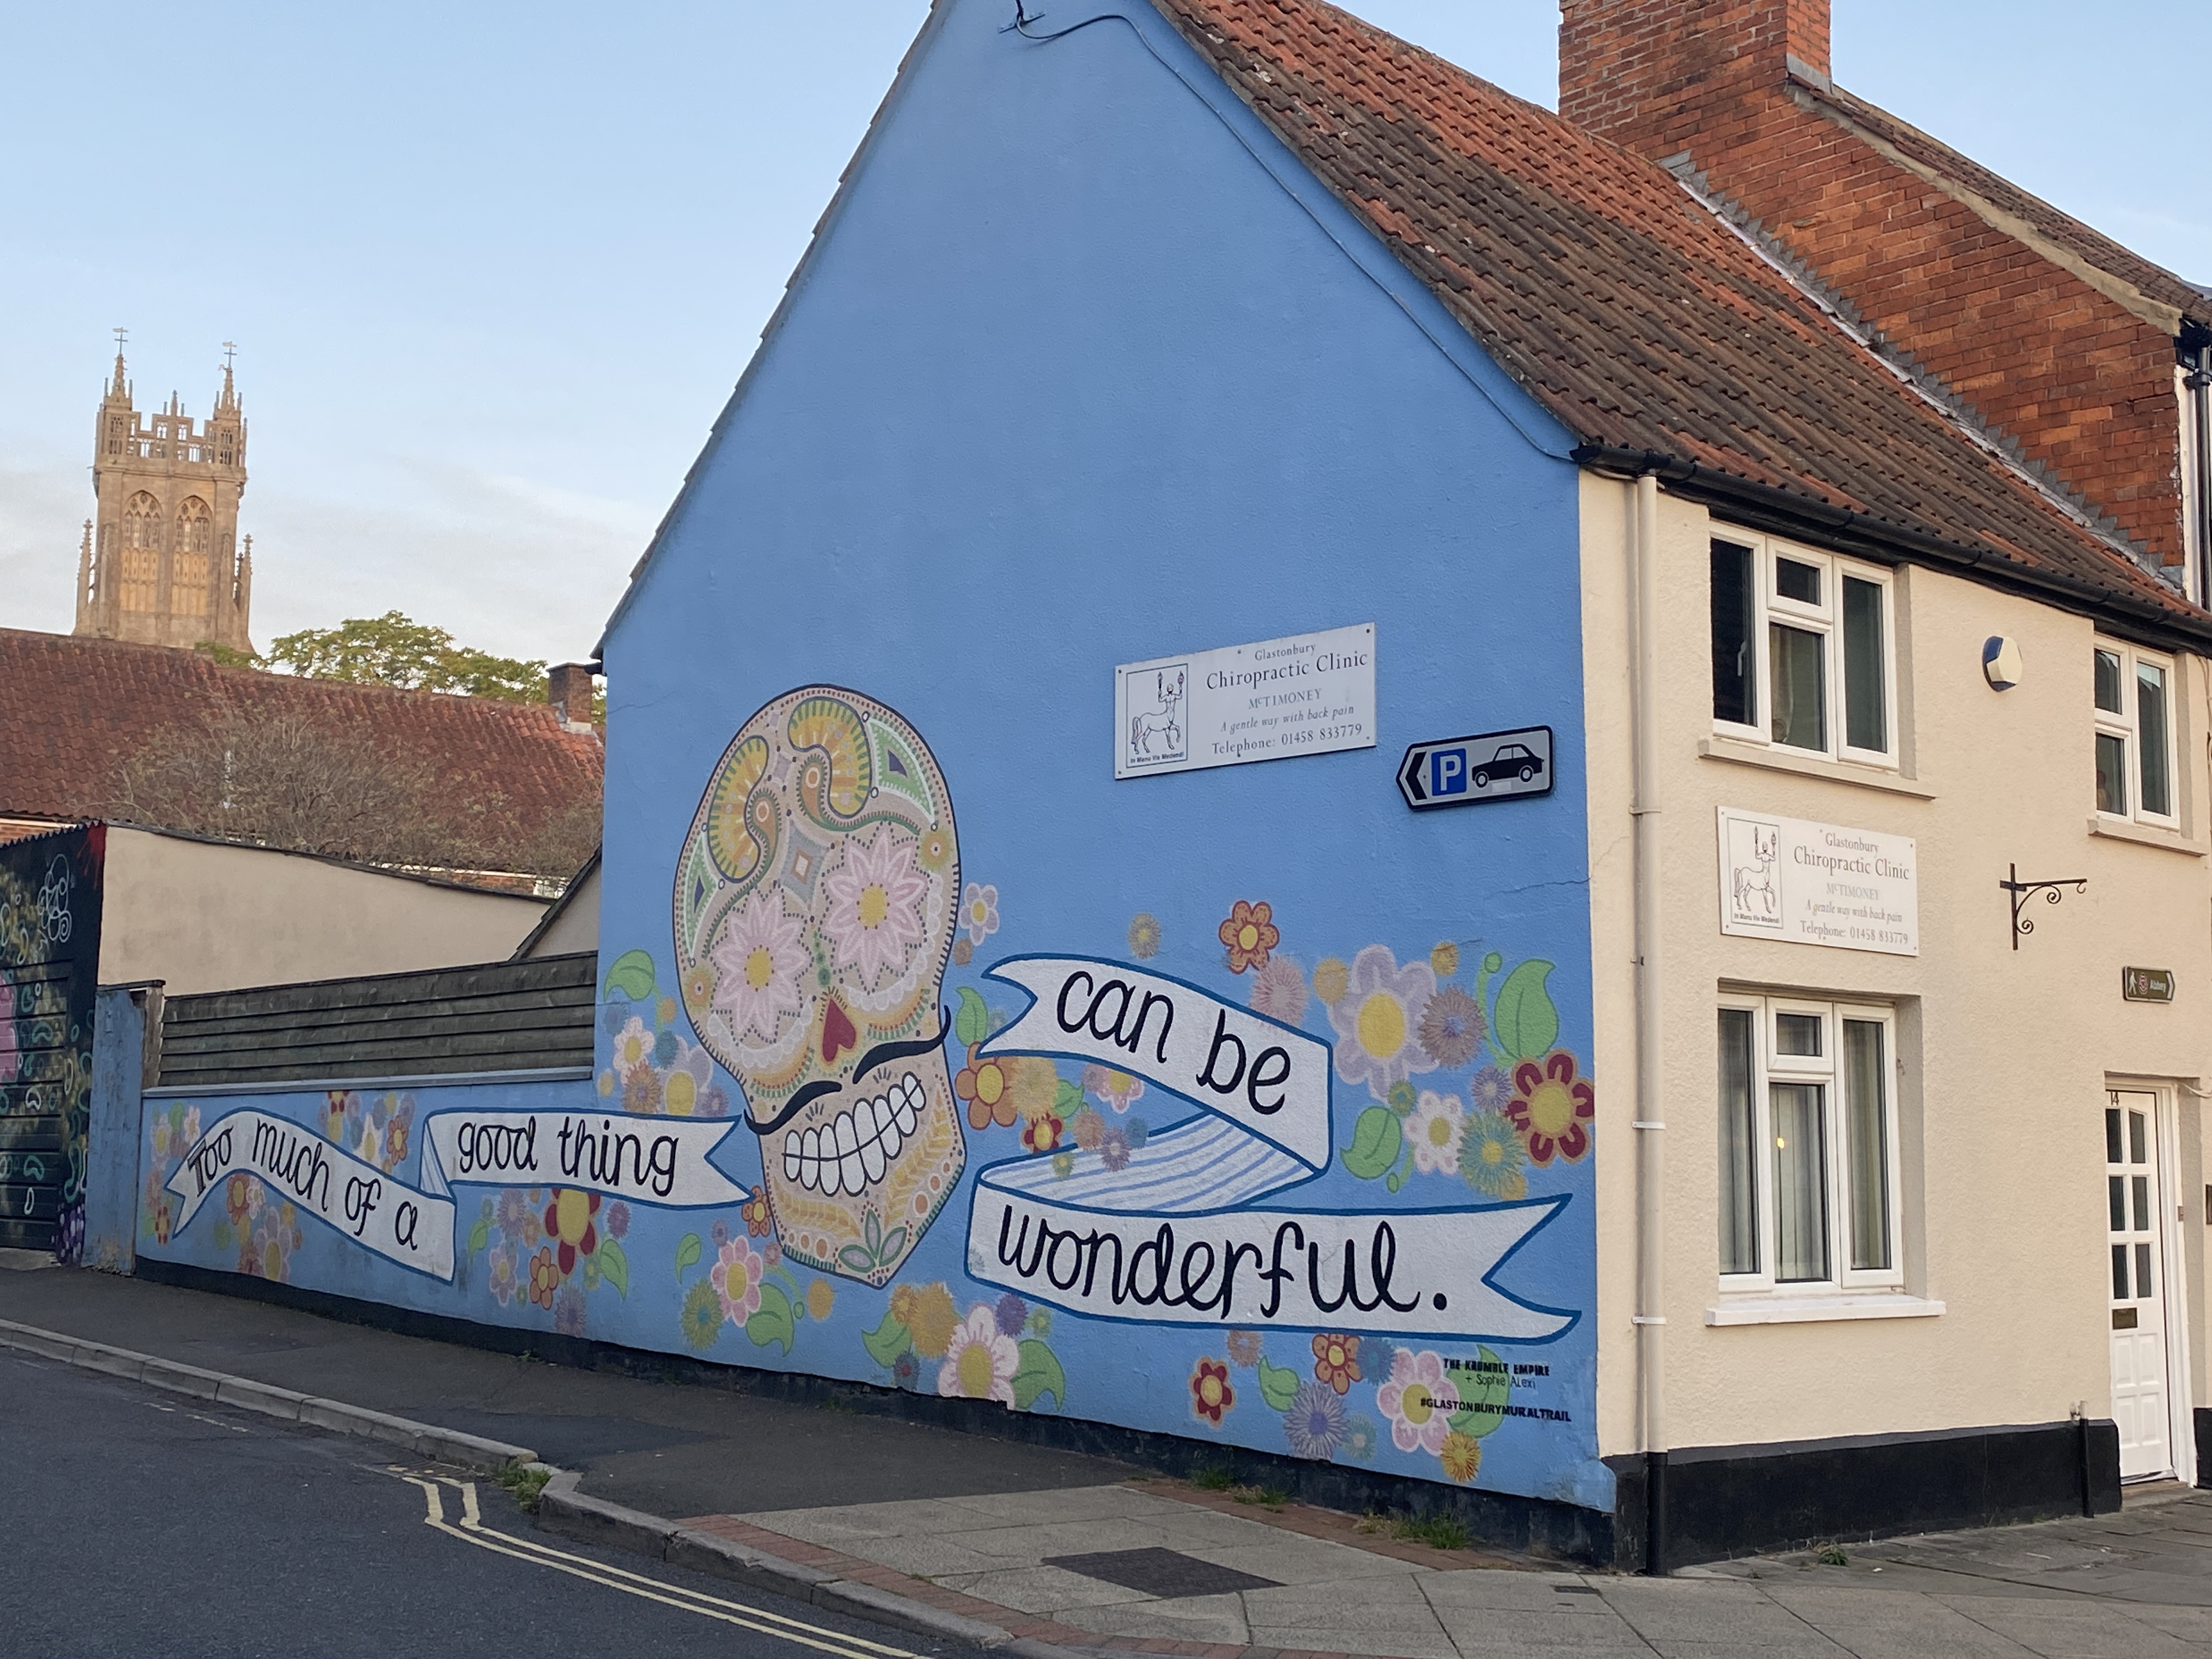 Too much of a
good thing
can be
wonderful.
Glastonbury
Chiropractic Clinic
McTIMONEY
A gentle way with back pain
Telephone: 01458 833779
In Manu Vis Medendi
P
Glastonbury
Chiropractic Clinic
McTIMONEY
A gentle way with back pain
Telephone: 01458 833779
In Manu Vis Medendi
Abbey
14
THE KRUMBLE EMPIRE
+ Sophie Alexi
#GLASTONBURYMURALTRAIL